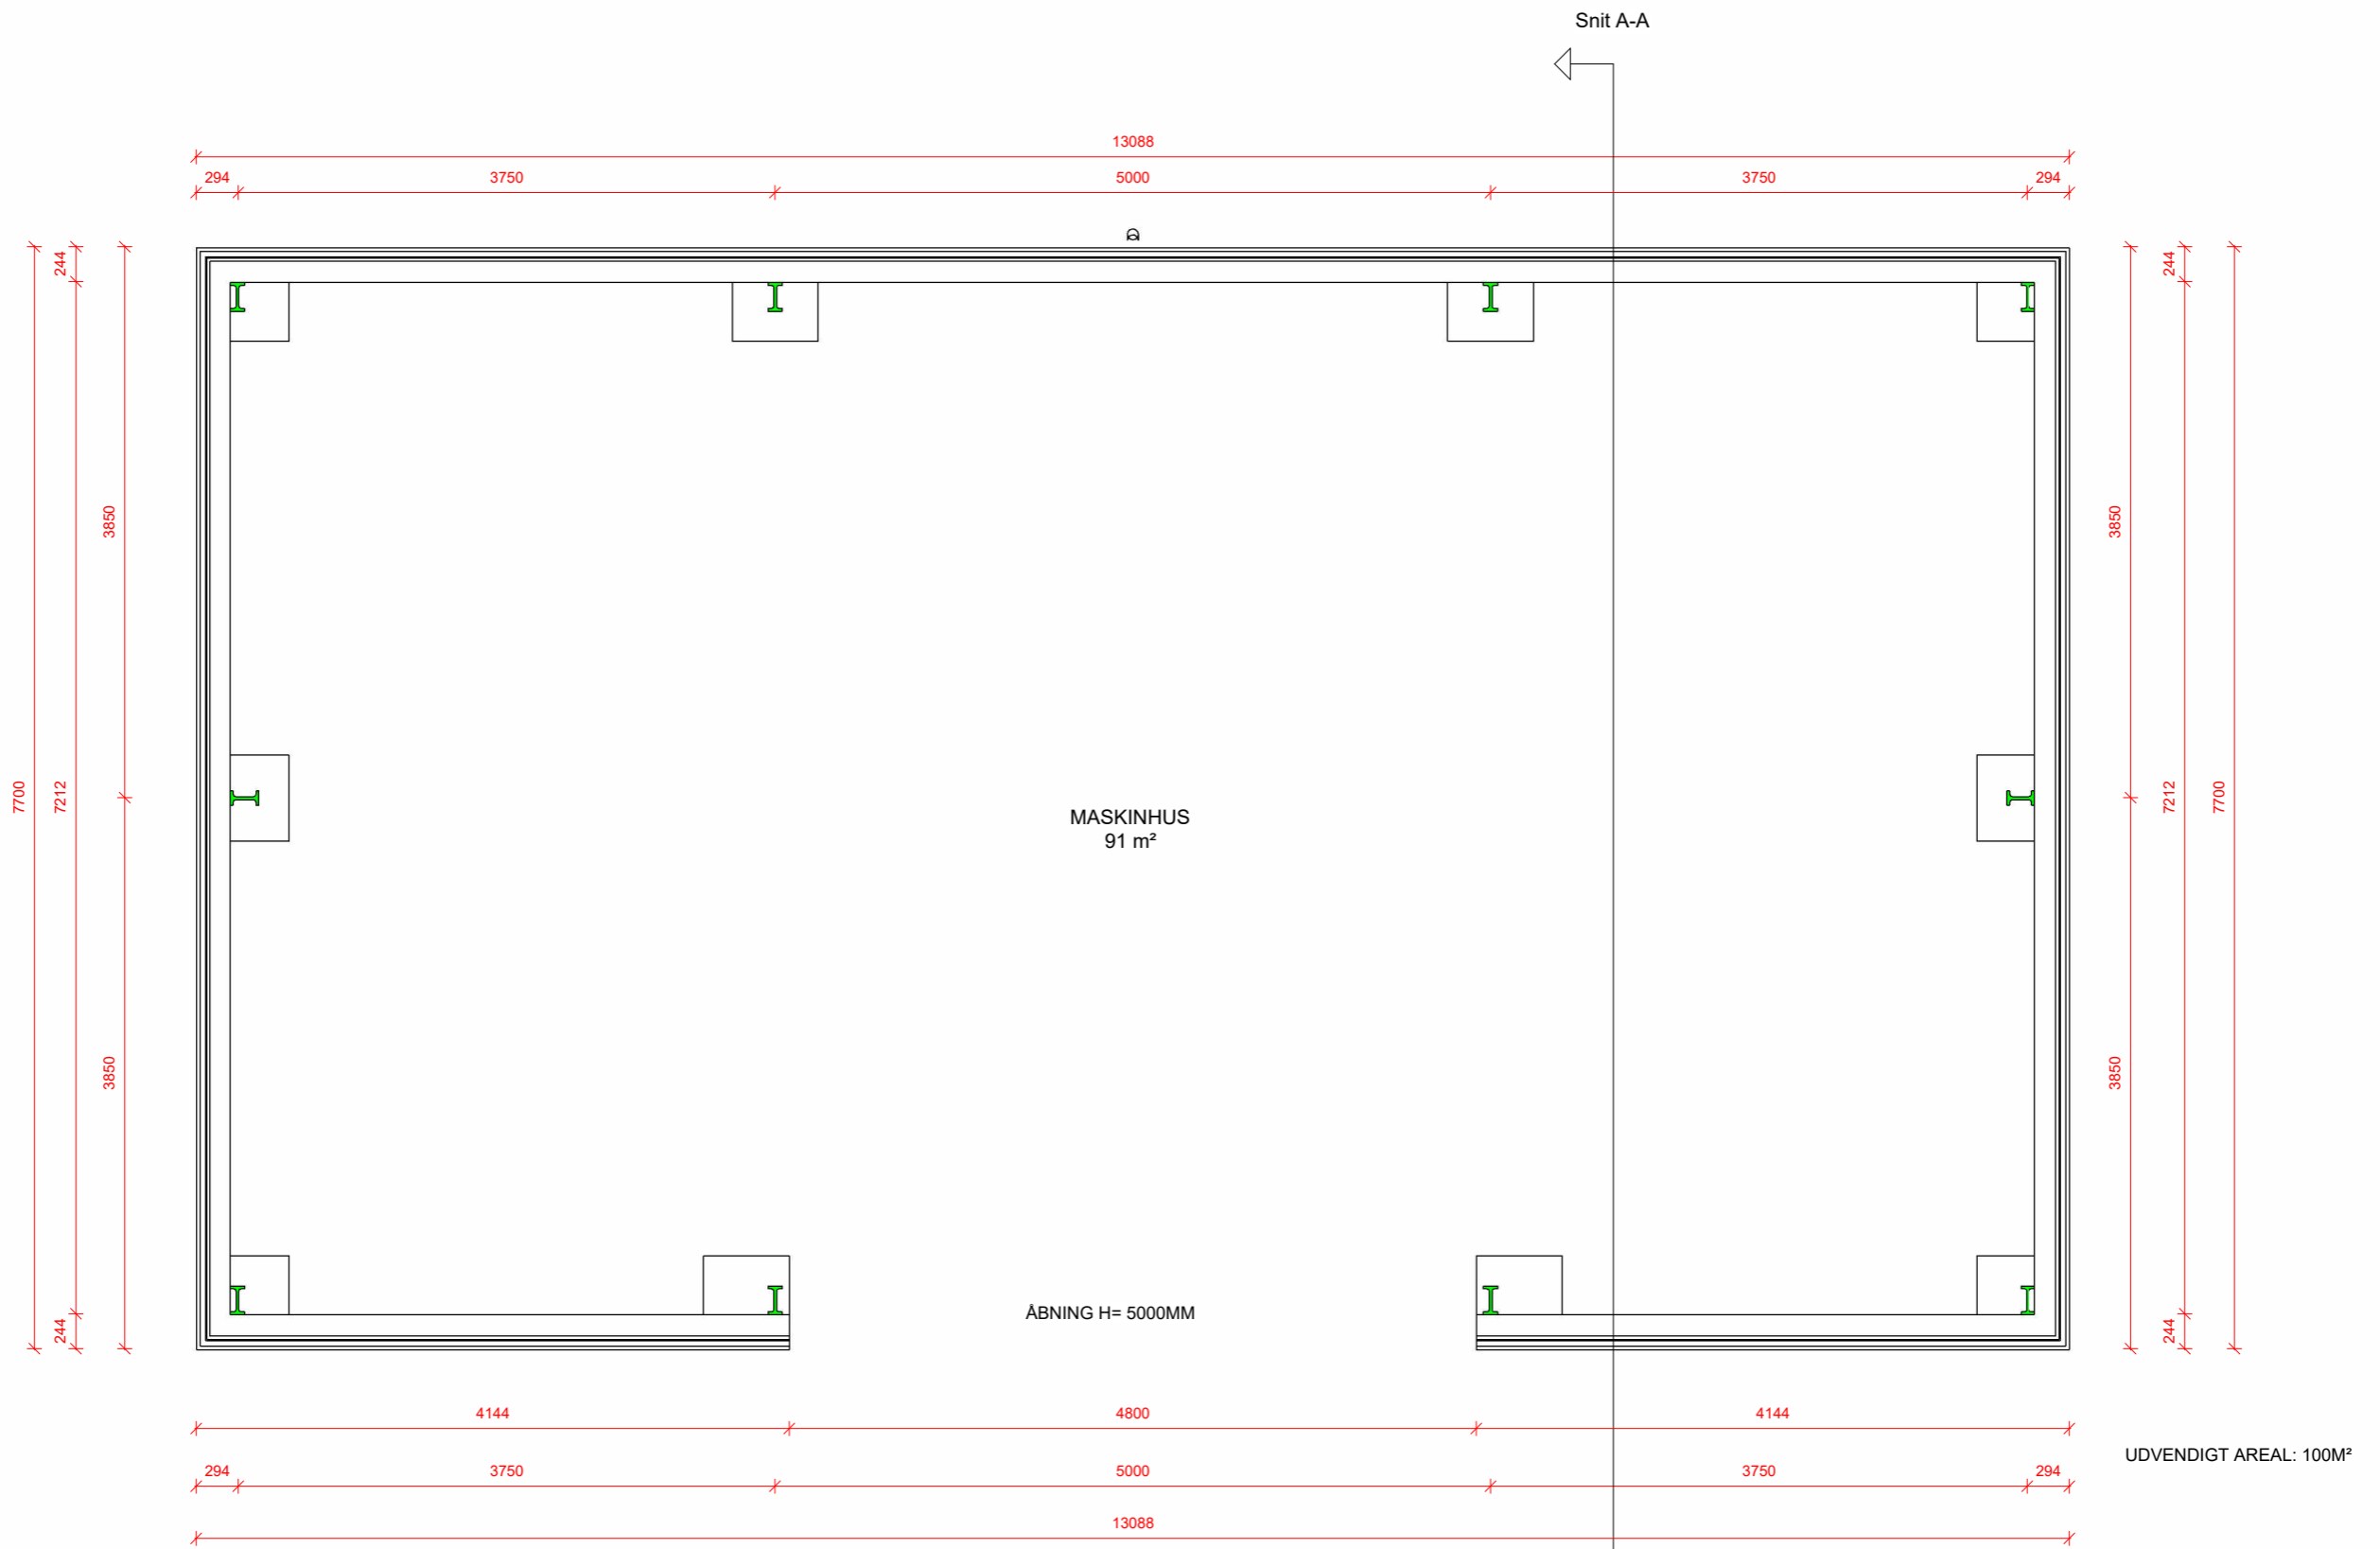 Snit A-A
13088
294 3750 5000 3750 294
244 244
3850 3850
7700 7212 7212 7700
MASKINHUS
91 m²
3850 3850
ÅBNING H= 5000MM
244 244
4144 4800 4144
UDVENDIGT AREAL: 100M²
294 3750 5000 3750 294
13088